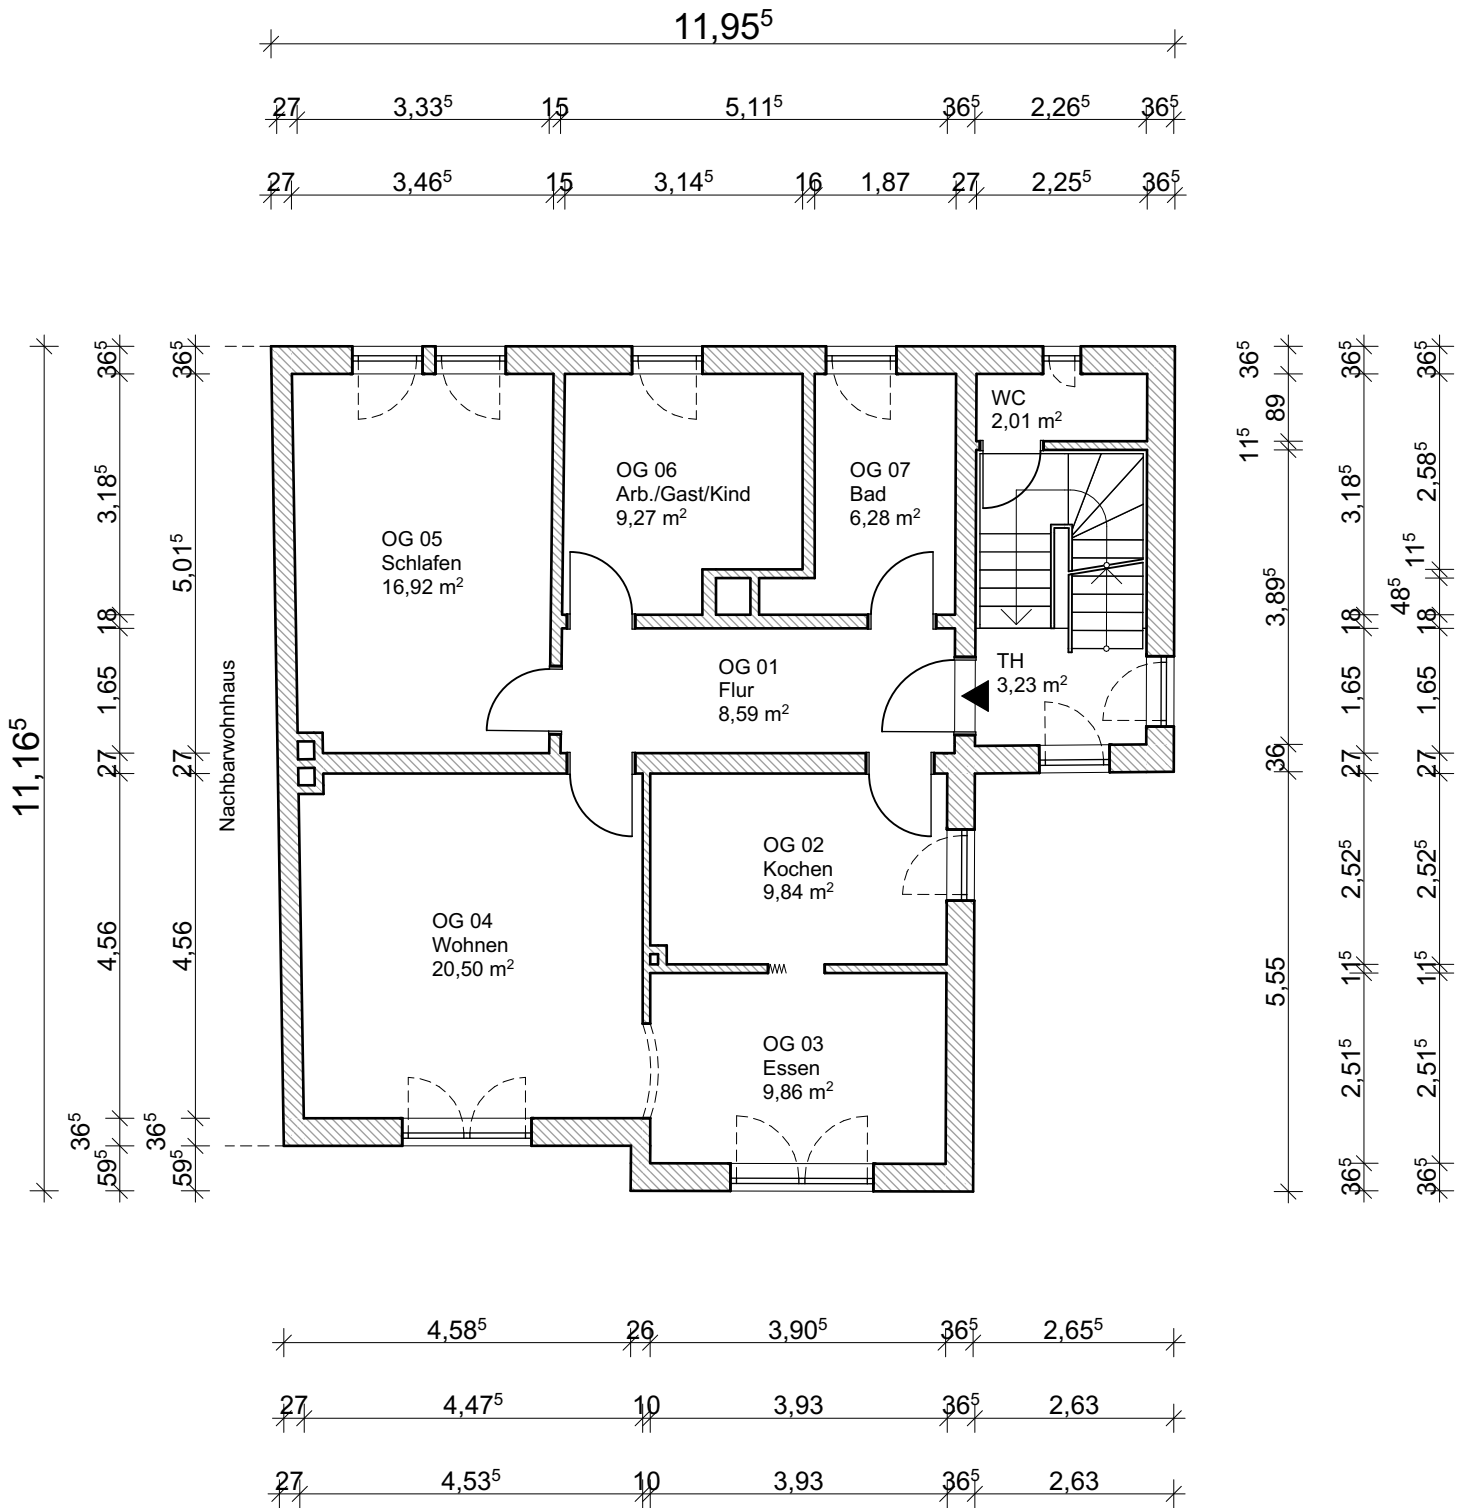 11,95⁵
27 3,33⁵ 15 5,11⁵ 36⁵ 2,26⁵ 36⁵
27 3,46⁵ 15 3,14⁵ 16 1,87 27 2,25⁵ 36⁵
11,16⁵
36⁵ 3,18⁵ 18 1,65 27 4,56 36⁵ 59⁵
36⁵ 5,01⁵ 27 4,56 36⁵ 59⁵
Nachbarwohnhaus
WC
2,01 m²
OG 06
Arb./Gast/Kind
9,27 m²
OG 07
Bad
6,28 m²
OG 05
Schlafen
16,92 m²
OG 01
Flur
8,59 m²
TH
3,23 m²
OG 02
Kochen
9,84 m²
OG 04
Wohnen
20,50 m²
OG 03
Essen
9,86 m²
36⁵ 89 11⁵ 3,89⁵ 36 5,55
36⁵ 3,18⁵ 18 1,65 27 2,52⁵ 11⁵ 2,51⁵ 36⁵
36⁵ 2,58⁵ 11⁵ 48⁵ 18 1,65 27 2,52⁵ 11⁵ 2,51⁵ 36⁵
4,58⁵ 26 3,90⁵ 36⁵ 2,65⁵
27 4,47⁵ 10 3,93 36⁵ 2,63
27 4,53⁵ 10 3,93 36⁵ 2,63